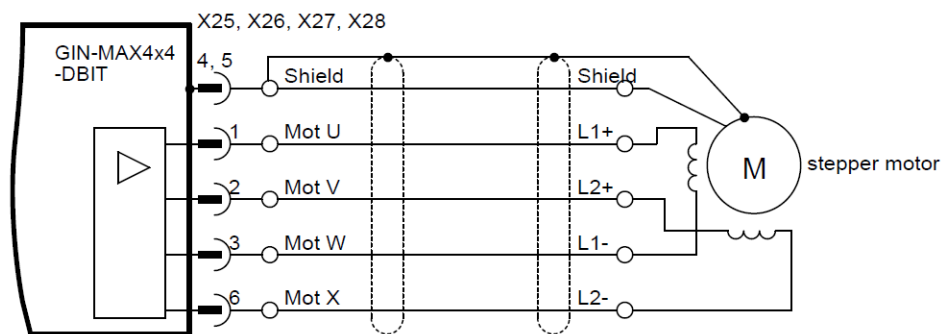 X25, X26, X27, X28
GIN-MAX4x4
-DBIT
4, 5
Shield
Shield
1
Mot U
L1+
M
stepper motor
2
Mot V
L2+
3
Mot W
L1-
6
Mot X
L2-